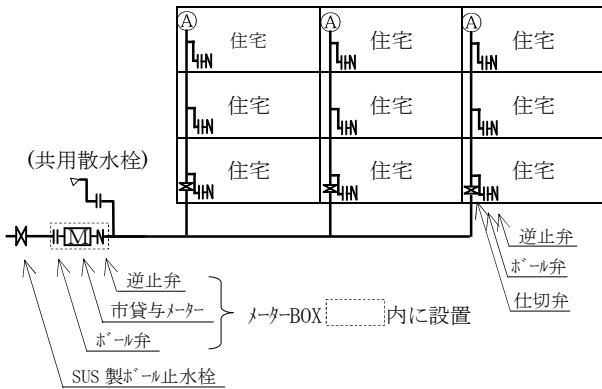 Ⓐ Ⓐ Ⓐ
住宅 住宅 住宅
住宅 住宅 住宅
住宅 住宅 住宅
(共用散水栓)
M
逆止弁
ボール弁
仕切弁
逆止弁
市貸与メーター
ボール弁
SUS 製ボール止水栓
メーターBOX 内に設置